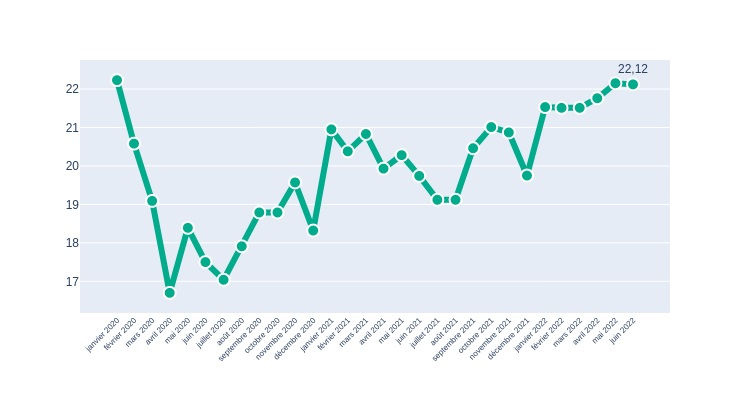 22,12
22
21
20
19
18
17
janvier 2020
février 2020
mars 2020
avril 2020
mai 2020
juin 2020
juillet 2020
août 2020
septembre 2020
octobre 2020
novembre 2020
décembre 2020
janvier 2021
février 2021
mars 2021
avril 2021
mai 2021
juin 2021
juillet 2021
août 2021
septembre 2021
octobre 2021
novembre 2021
décembre 2021
janvier 2022
février 2022
mars 2022
avril 2022
mai 2022
juin 2022